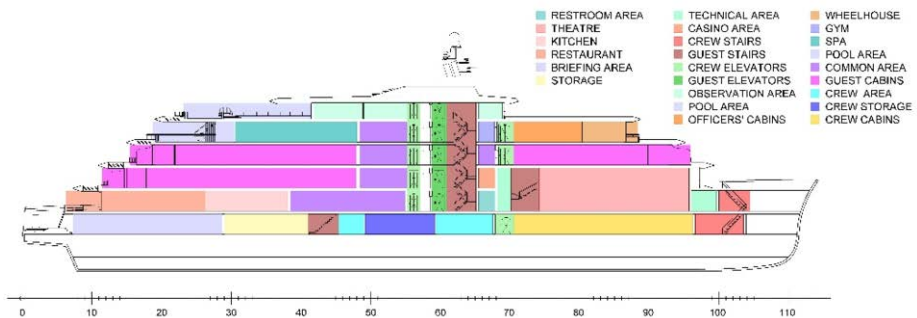 RESTROOM AREA
THEATRE
KITCHEN
RESTAURANT
BRIEFING AREA
STORAGE
TECHNICAL AREA
CASINO AREA
CREW STAIRS
GUEST STAIRS
CREW ELEVATORS
GUEST ELEVATORS
OBSERVATION AREA
POOL AREA
OFFICERS' CABINS
WHEELHOUSE
GYM
SPA
POOL AREA
COMMON AREA
GUEST CABINS
CREW AREA
CREW STORAGE
CREW CABINS
0 10 20 30 40 50 60 70 80 90 100 110